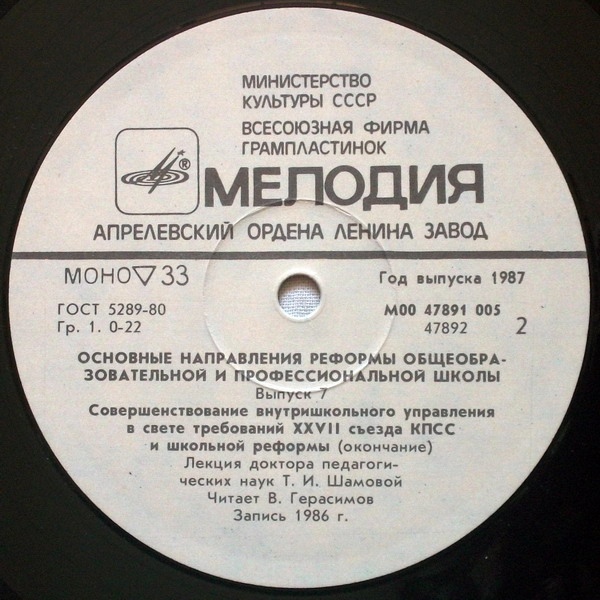 МИНИСТЕРСТВО
КУЛЬТУРЫ СССР
ВСЕСОЮЗНАЯ ФИРМА
ГРАМПЛАСТИНОК
®
МЕЛОДИЯ
АПРЕЛЕВСКИЙ ОРДЕНА ЛЕНИНА ЗАВОД
МОНО ▽ 33
Год выпуска 1987
ГОСТ 5289-80
М00 47891 005
Гр. 1. 0-22
47892 2
ОСНОВНЫЕ НАПРАВЛЕНИЯ РЕФОРМЫ ОБЩЕОБРА-
ЗОВАТЕЛЬНОЙ И ПРОФЕССИОНАЛЬНОЙ ШКОЛЫ
Выпуск 7
Совершенствование внутришкольного управления
в свете требований XXVII съезда КПСС
и школьной реформы (окончание)
Лекция доктора педагоги-
ческих наук Т. И. Шамовой
Читает В. Герасимов
Запись 1986 г.